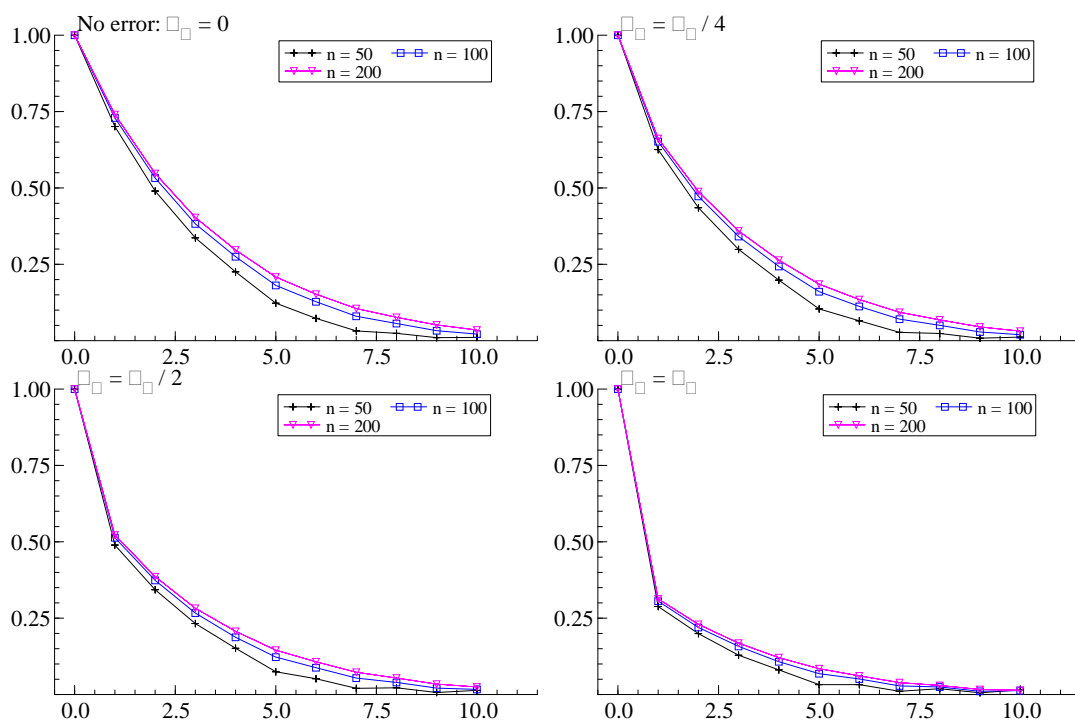 No error: □□ = 0
1.00
n = 50 n = 100
n = 200
0.75
0.50
0.25
0.0 2.5 5.0 7.5 10.0
□□ = □□ / 4
1.00
n = 50 n = 100
n = 200
0.75
0.50
0.25
0.0 2.5 5.0 7.5 10.0
□□ = □□ / 2
1.00
n = 50 n = 100
n = 200
0.75
0.50
0.25
0.0 2.5 5.0 7.5 10.0
□□ = □□
1.00
n = 50 n = 100
n = 200
0.75
0.50
0.25
0.0 2.5 5.0 7.5 10.0